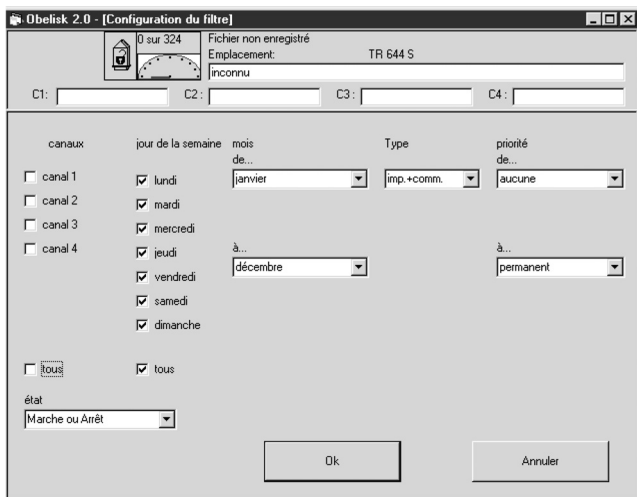 Obelisk 2.0 - [Configuration du filtre]
0 sur 324
Fichier non enregistré
Emplacement: TR 644 S
inconnu
C1: C2: C3: C4:
canaux jour de la semaine mois Type priorité
de... de...
canal 1 lundi janvier imp.+comm. aucune
canal 2 mardi
canal 3 mercredi
canal 4 jeudi à... à...
vendredi décembre permanent
samedi
dimanche
tous tous
état
Marche ou Arrêt
Ok Annuler